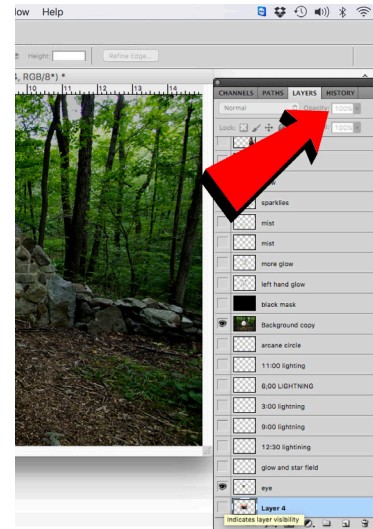 Help
Height:
Refine Edge...
, RGB/8*) *
10 11 12 13 14
CHANNELS PATHS LAYERS HISTORY
Normal Opacity: 100%
Lock: 100%
sparklies
mist
mist
more glow
left hand glow
black mask
Background copy
arcane circle
11:00 lighting
6;00 LIGHTNING
3:00 lightning
9:00 lightning
12:30 lightining
glow and star field
eye
Layer 4
Indicates layer visibility